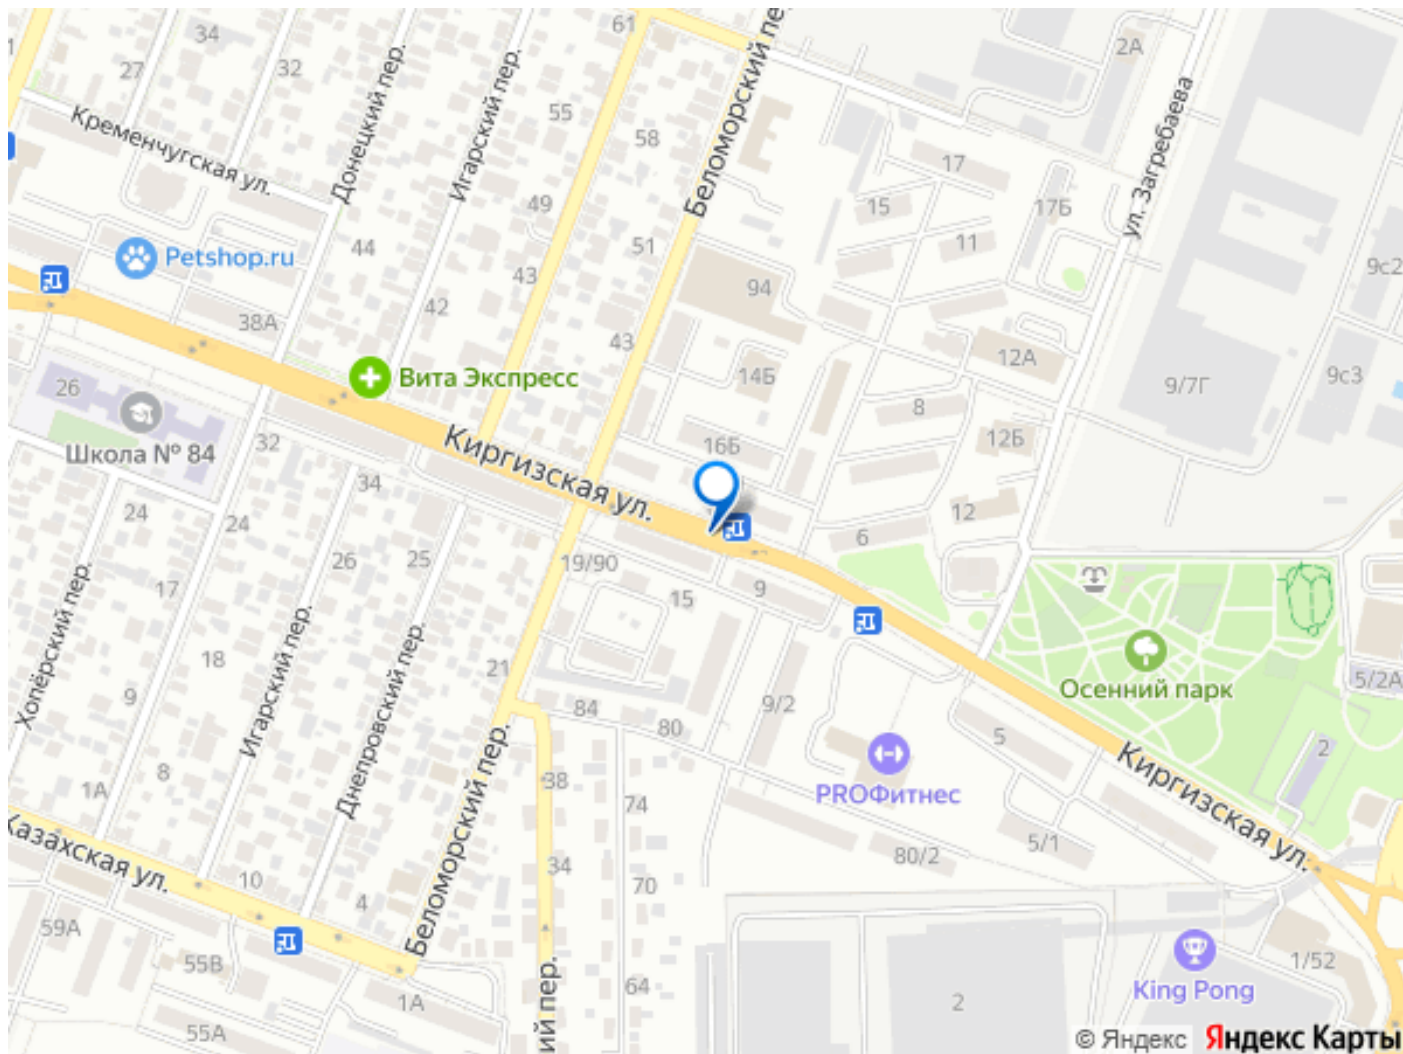 61
Беломорский пе
34
2А
27
32
Донецкий пер.
Игарский пер.
ул. Загребаева
55
Кременчугская ул.
58
17
49
15
17Б
11
44
51
Petshop.ru
43
94
9с2
42
38А
43
12А
14Б
9/7Г
9с3
26
Вита Экспресс
8
Школа № 84
32
Киргизская ул.
16Б
12Б
34
24
24
12
6
26
25
19/90
Хопёрский пер.
17
15
9
Игарский пер.
Днепровский пер.
18
21
Осенний парк
5/2А
9
84
80
9/2
5
2
Беломорский пер.
Киргизская ул.
8
1А
38
74
PROФитнес
5/1
Казахская ул.
80/2
34
10
70
4
59А
55В
1/52
64
King Pong
ий пер.
1А
2
55А
© Яндекс Яндекс Карты